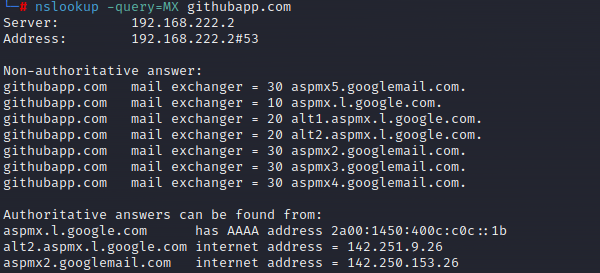 └─# nslookup -query=MX githubapp.com
Server:         192.168.222.2
Address:        192.168.222.2#53
Non-authoritative answer:
githubapp.com   mail exchanger = 30 aspmx5.googlemail.com.
githubapp.com   mail exchanger = 10 aspmx.l.google.com.
githubapp.com   mail exchanger = 20 alt1.aspmx.l.google.com.
githubapp.com   mail exchanger = 20 alt2.aspmx.l.google.com.
githubapp.com   mail exchanger = 30 aspmx2.googlemail.com.
githubapp.com   mail exchanger = 30 aspmx3.googlemail.com.
githubapp.com   mail exchanger = 30 aspmx4.googlemail.com.
Authoritative answers can be found from:
aspmx.l.google.com      has AAAA address 2a00:1450:400c:c0c::1b
alt2.aspmx.l.google.com internet address = 142.251.9.26
aspmx2.googlemail.com   internet address = 142.250.153.26